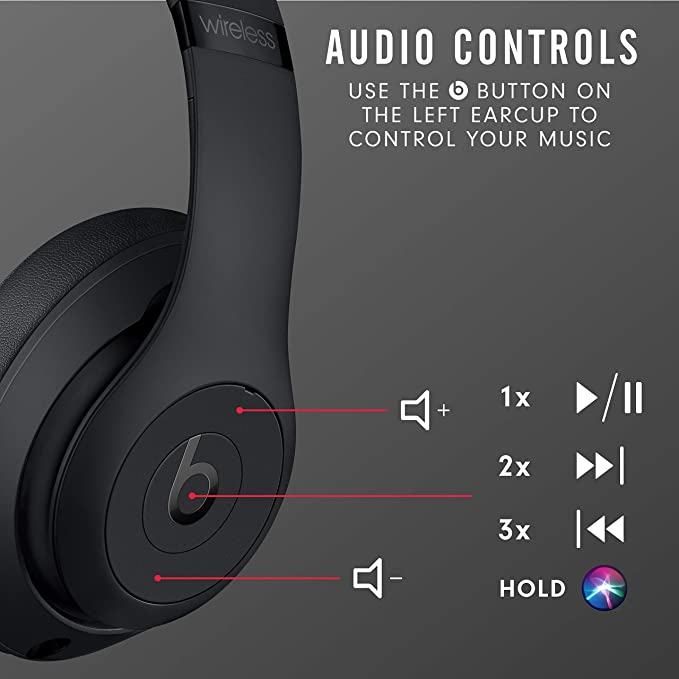 wireless
AUDIO CONTROLS
USE THE b BUTTON ON
THE LEFT EARCUP TO
CONTROL YOUR MUSIC
+
1x
2x
b
3x
–
HOLD